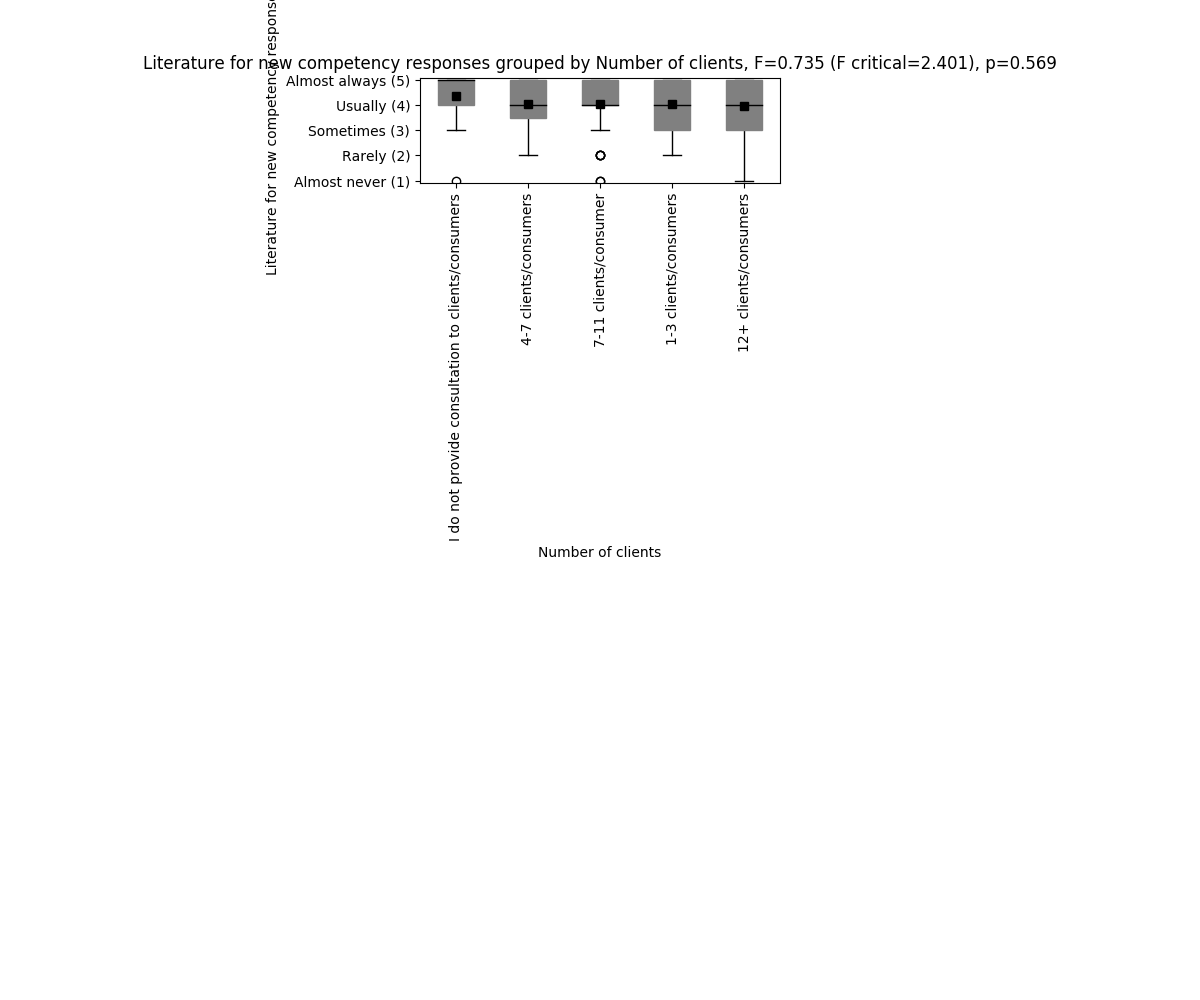 Literature for new competency responses grouped by Number of clients, F=0.735 (F critical=2.401), p=0.569
Literature for new competency response
Almost always (5)
Usually (4)
Sometimes (3)
Rarely (2)
Almost never (1)
I do not provide consultation to clients/consumers
4-7 clients/consumers
7-11 clients/consumer
1-3 clients/consumers
12+ clients/consumers
Number of clients